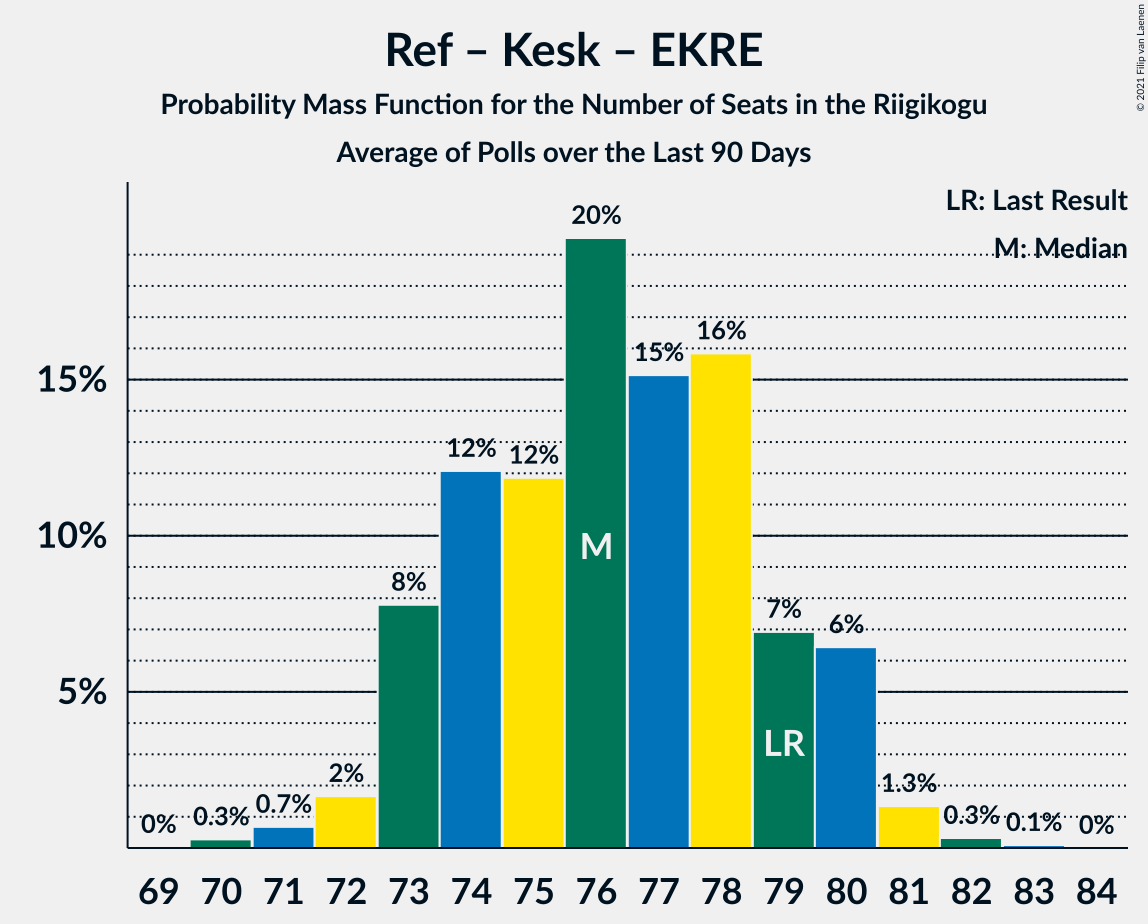 Ref – Kesk – EKRE
Probability Mass Function for the Number of Seats in the Riigikogu
Average of Polls over the Last 90 Days
© 2021 Filip van Laenen
LR: Last Result
M: Median
20%
16%
15%
15%
12%
12%
10%
M
8%
7%
6%
5%
LR
2%
1.3%
0.7%
0.3%
0.3%
0.1%
0%
0%
69 70 71 72 73 74 75 76 77 78 79 80 81 82 83 84